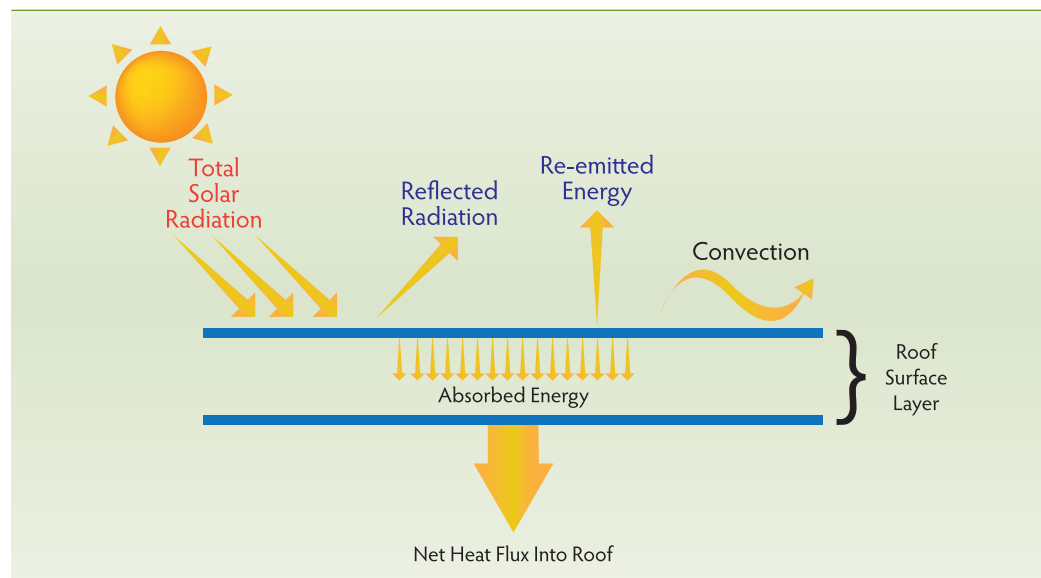 Total
Solar
Radiation
Reflected
Radiation
Re-emitted
Energy
Convection
Absorbed Energy
Roof
Surface
Layer
Net Heat Flux Into Roof